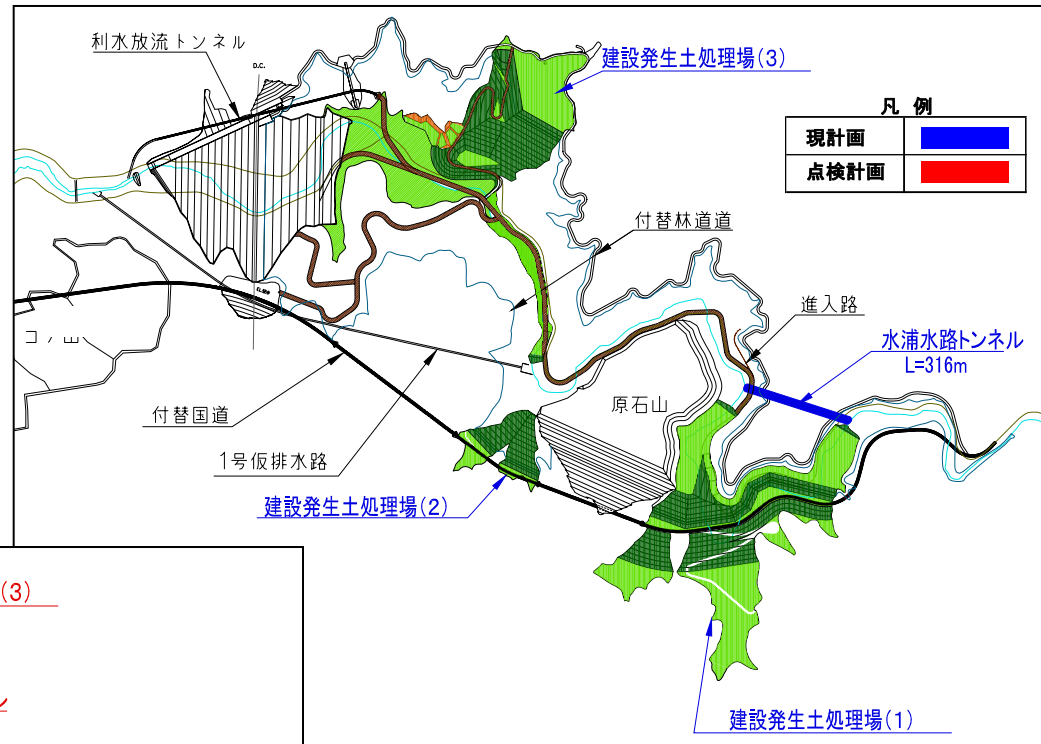 利水放流トンネル
D.C.
建設発生土処理場(3)
凡 例
現計画
点検計画
付替林道道
進入路
水浦水路トンネル
L=316m
原石山
付替国道
1号仮排水路
建設発生土処理場(2)
(3)
建設発生土処理場(1)